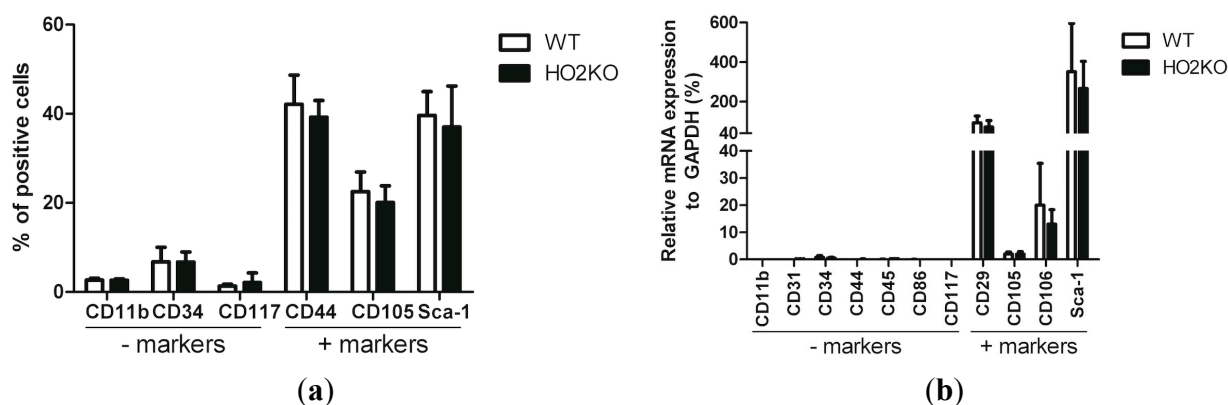 % of positive cells
60
40
20
0
WT
HO2KO
CD11b CD34 CD117 CD44 CD105 Sca-1
- markers + markers
(a)
Relative mRNA expression
to GAPDH (%)
600
400
200
40
40
30
20
10
0
WT
HO2KO
CD11b CD31 CD34 CD44 CD45 CD86 CD117 CD29 CD105 CD106 Sca-1
- markers + markers
(b)